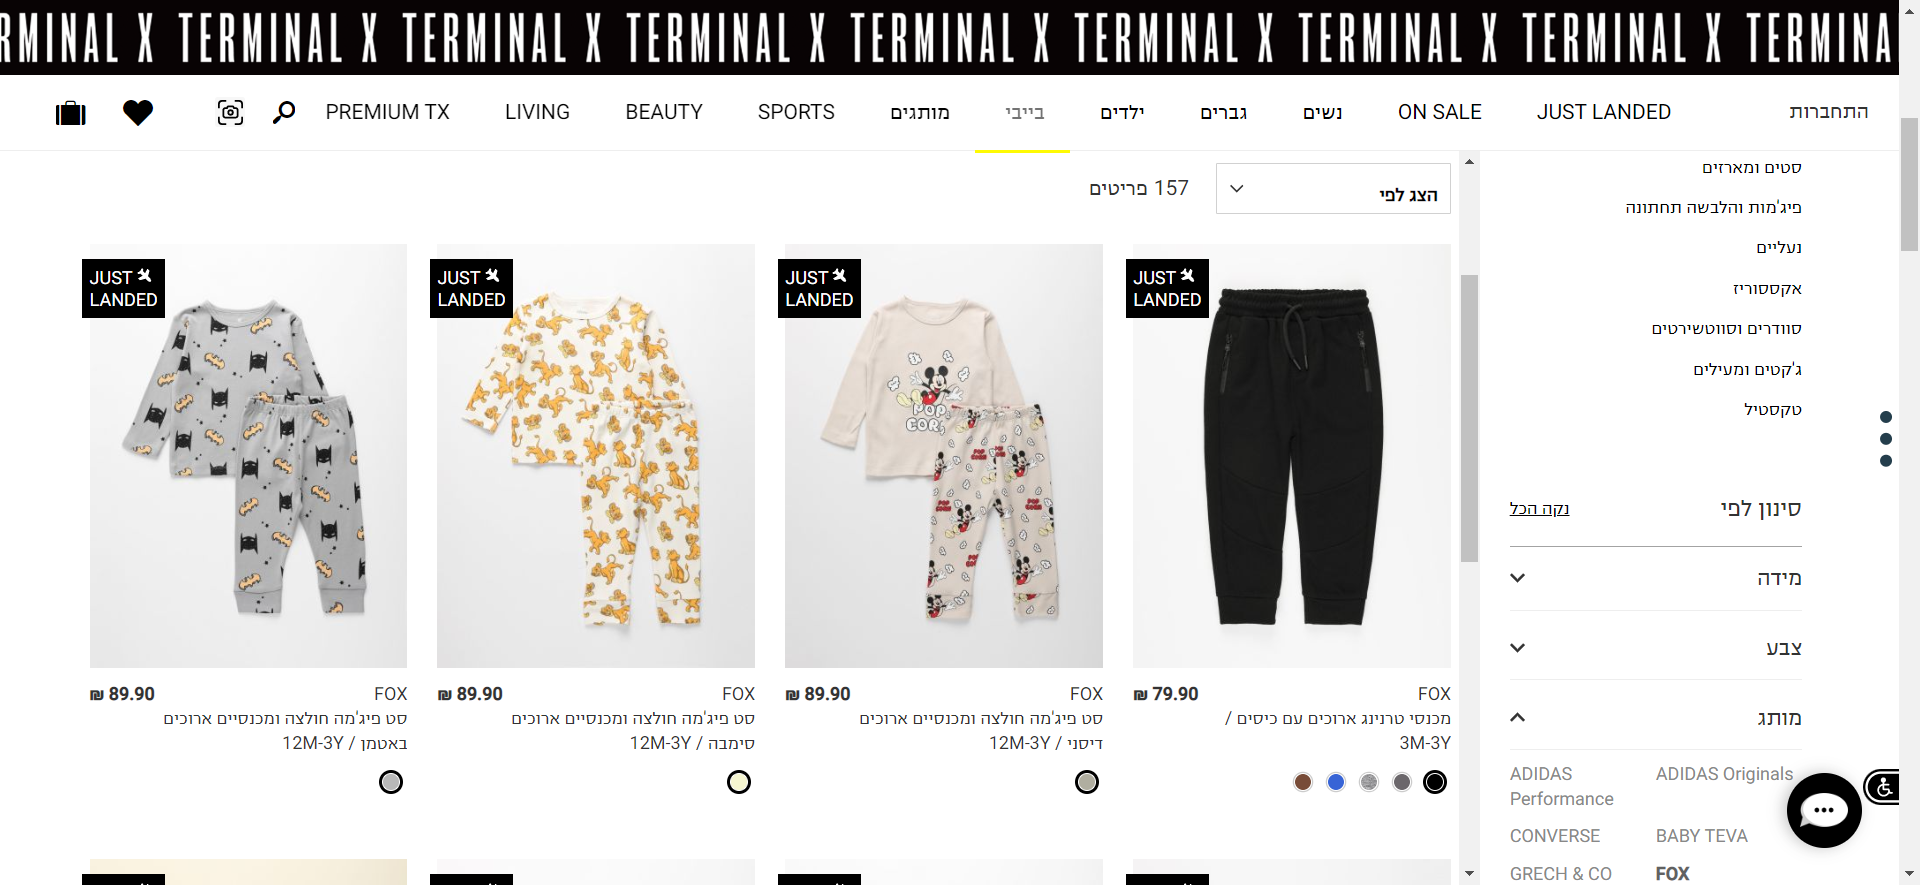 RMINAL X TERMINAL X TERMINAL X TERMINAL X TERMINAL X TERMINAL X TERMINAL X TERMINAL X TERMINA
התחברות
JUST LANDED
ON SALE
נשים
גברים
ילדים
בייבי
מותגים
SPORTS
BEAUTY
LIVING
PREMIUM TX
סטים ומארזים
פיג'מות והלבשה תחתונה
נעליים
אקססוריז
סוודרים וסווטשירטים
ג'קטים ומעילים
טקסטיל
סינון לפי
נקה הכל
מידה
צבע
מותג
ADIDAS Performance
ADIDAS Originals
CONVERSE
BABY TEVA
GRECH & CO
FOX
הצג לפי
157 פריטים
JUST
LANDED
FOX
79.90 ₪
מכנסי טרנינג ארוכים עם כיסים /
3M-3Y
JUST
LANDED
POP
CORN
FOX
89.90 ₪
סט פיג'מה חולצה ומכנסיים ארוכים
דיסני / 12M-3Y
JUST
LANDED
FOX
89.90 ₪
סט פיג'מה חולצה ומכנסיים ארוכים
סימבה / 12M-3Y
JUST
LANDED
FOX
89.90 ₪
סט פיג'מה חולצה ומכנסיים ארוכים
באטמן / 12M-3Y